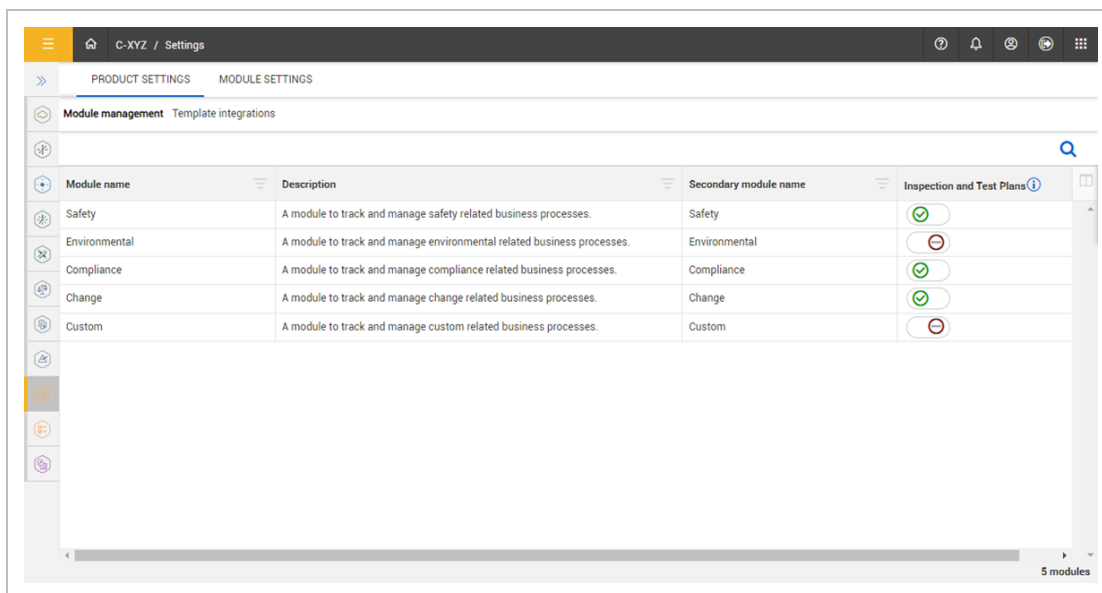 C-XYZ / Settings
PRODUCT SETTINGS MODULE SETTINGS
Module management Template integrations
Module name Description Secondary module name Inspection and Test Plans
Safety A module to track and manage safety related business processes. Safety
Environmental A module to track and manage environmental related business processes. Environmental
Compliance A module to track and manage compliance related business processes. Compliance
Change A module to track and manage change related business processes. Change
Custom A module to track and manage custom related business processes. Custom
5 modules